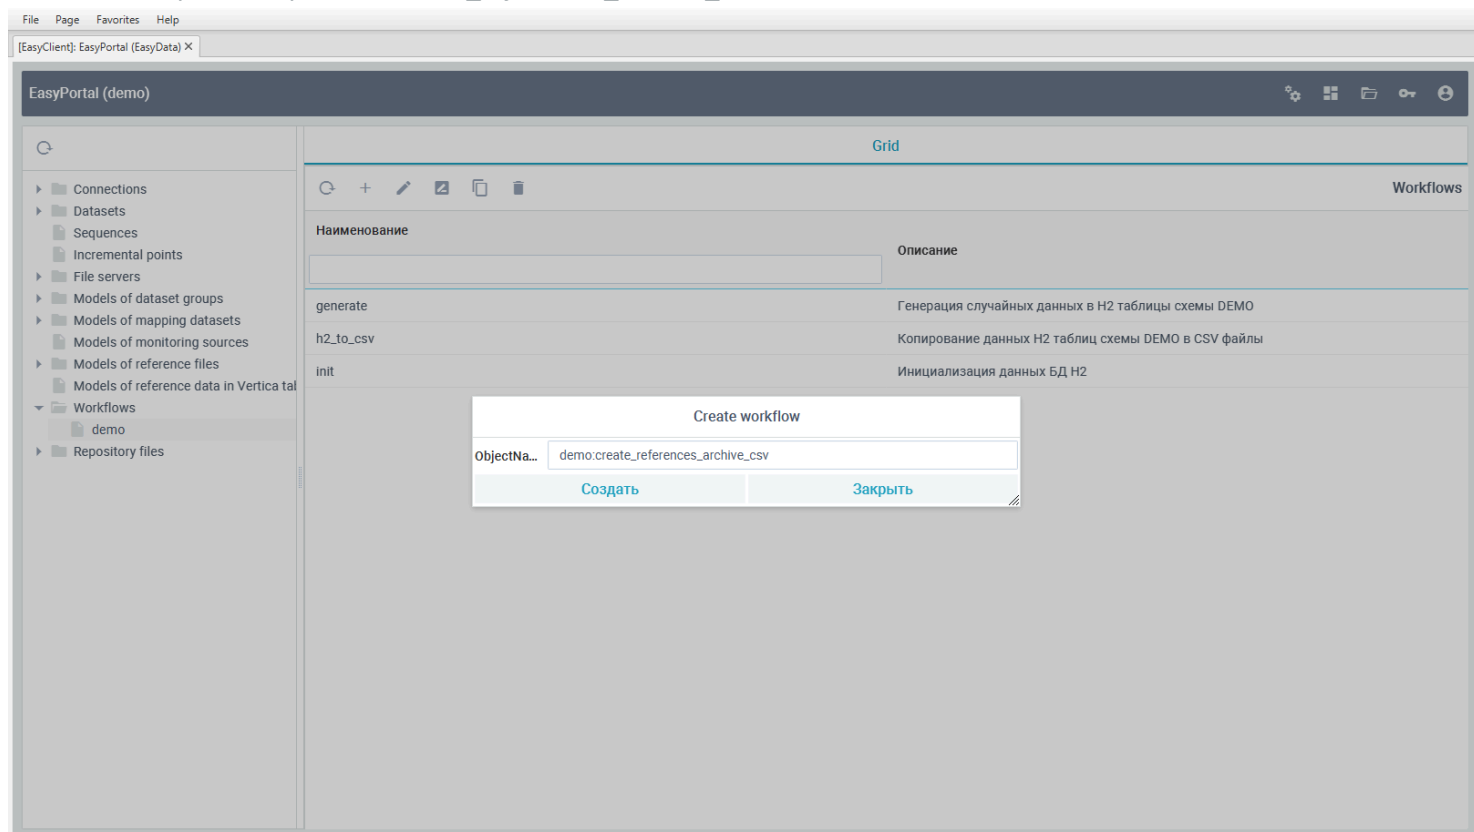 File Page Favorites Help
[EasyClient]: EasyPortal (EasyData) ×
EasyPortal (demo)
Grid
Connections
Datasets
Sequences
Incremental points
File servers
Models of dataset groups
Models of mapping datasets
Models of monitoring sources
Models of reference files
Models of reference data in Vertica tal
Workflows
demo
Repository files
Workflows
Наименование
Описание
generate Генерация случайных данных в H2 таблицы схемы DEMO
h2_to_csv Копирование данных H2 таблиц схемы DEMO в CSV файлы
init Инициализация данных БД H2
Create workflow
ObjectNa... demo:create_references_archive_csv
Создать Закрыть